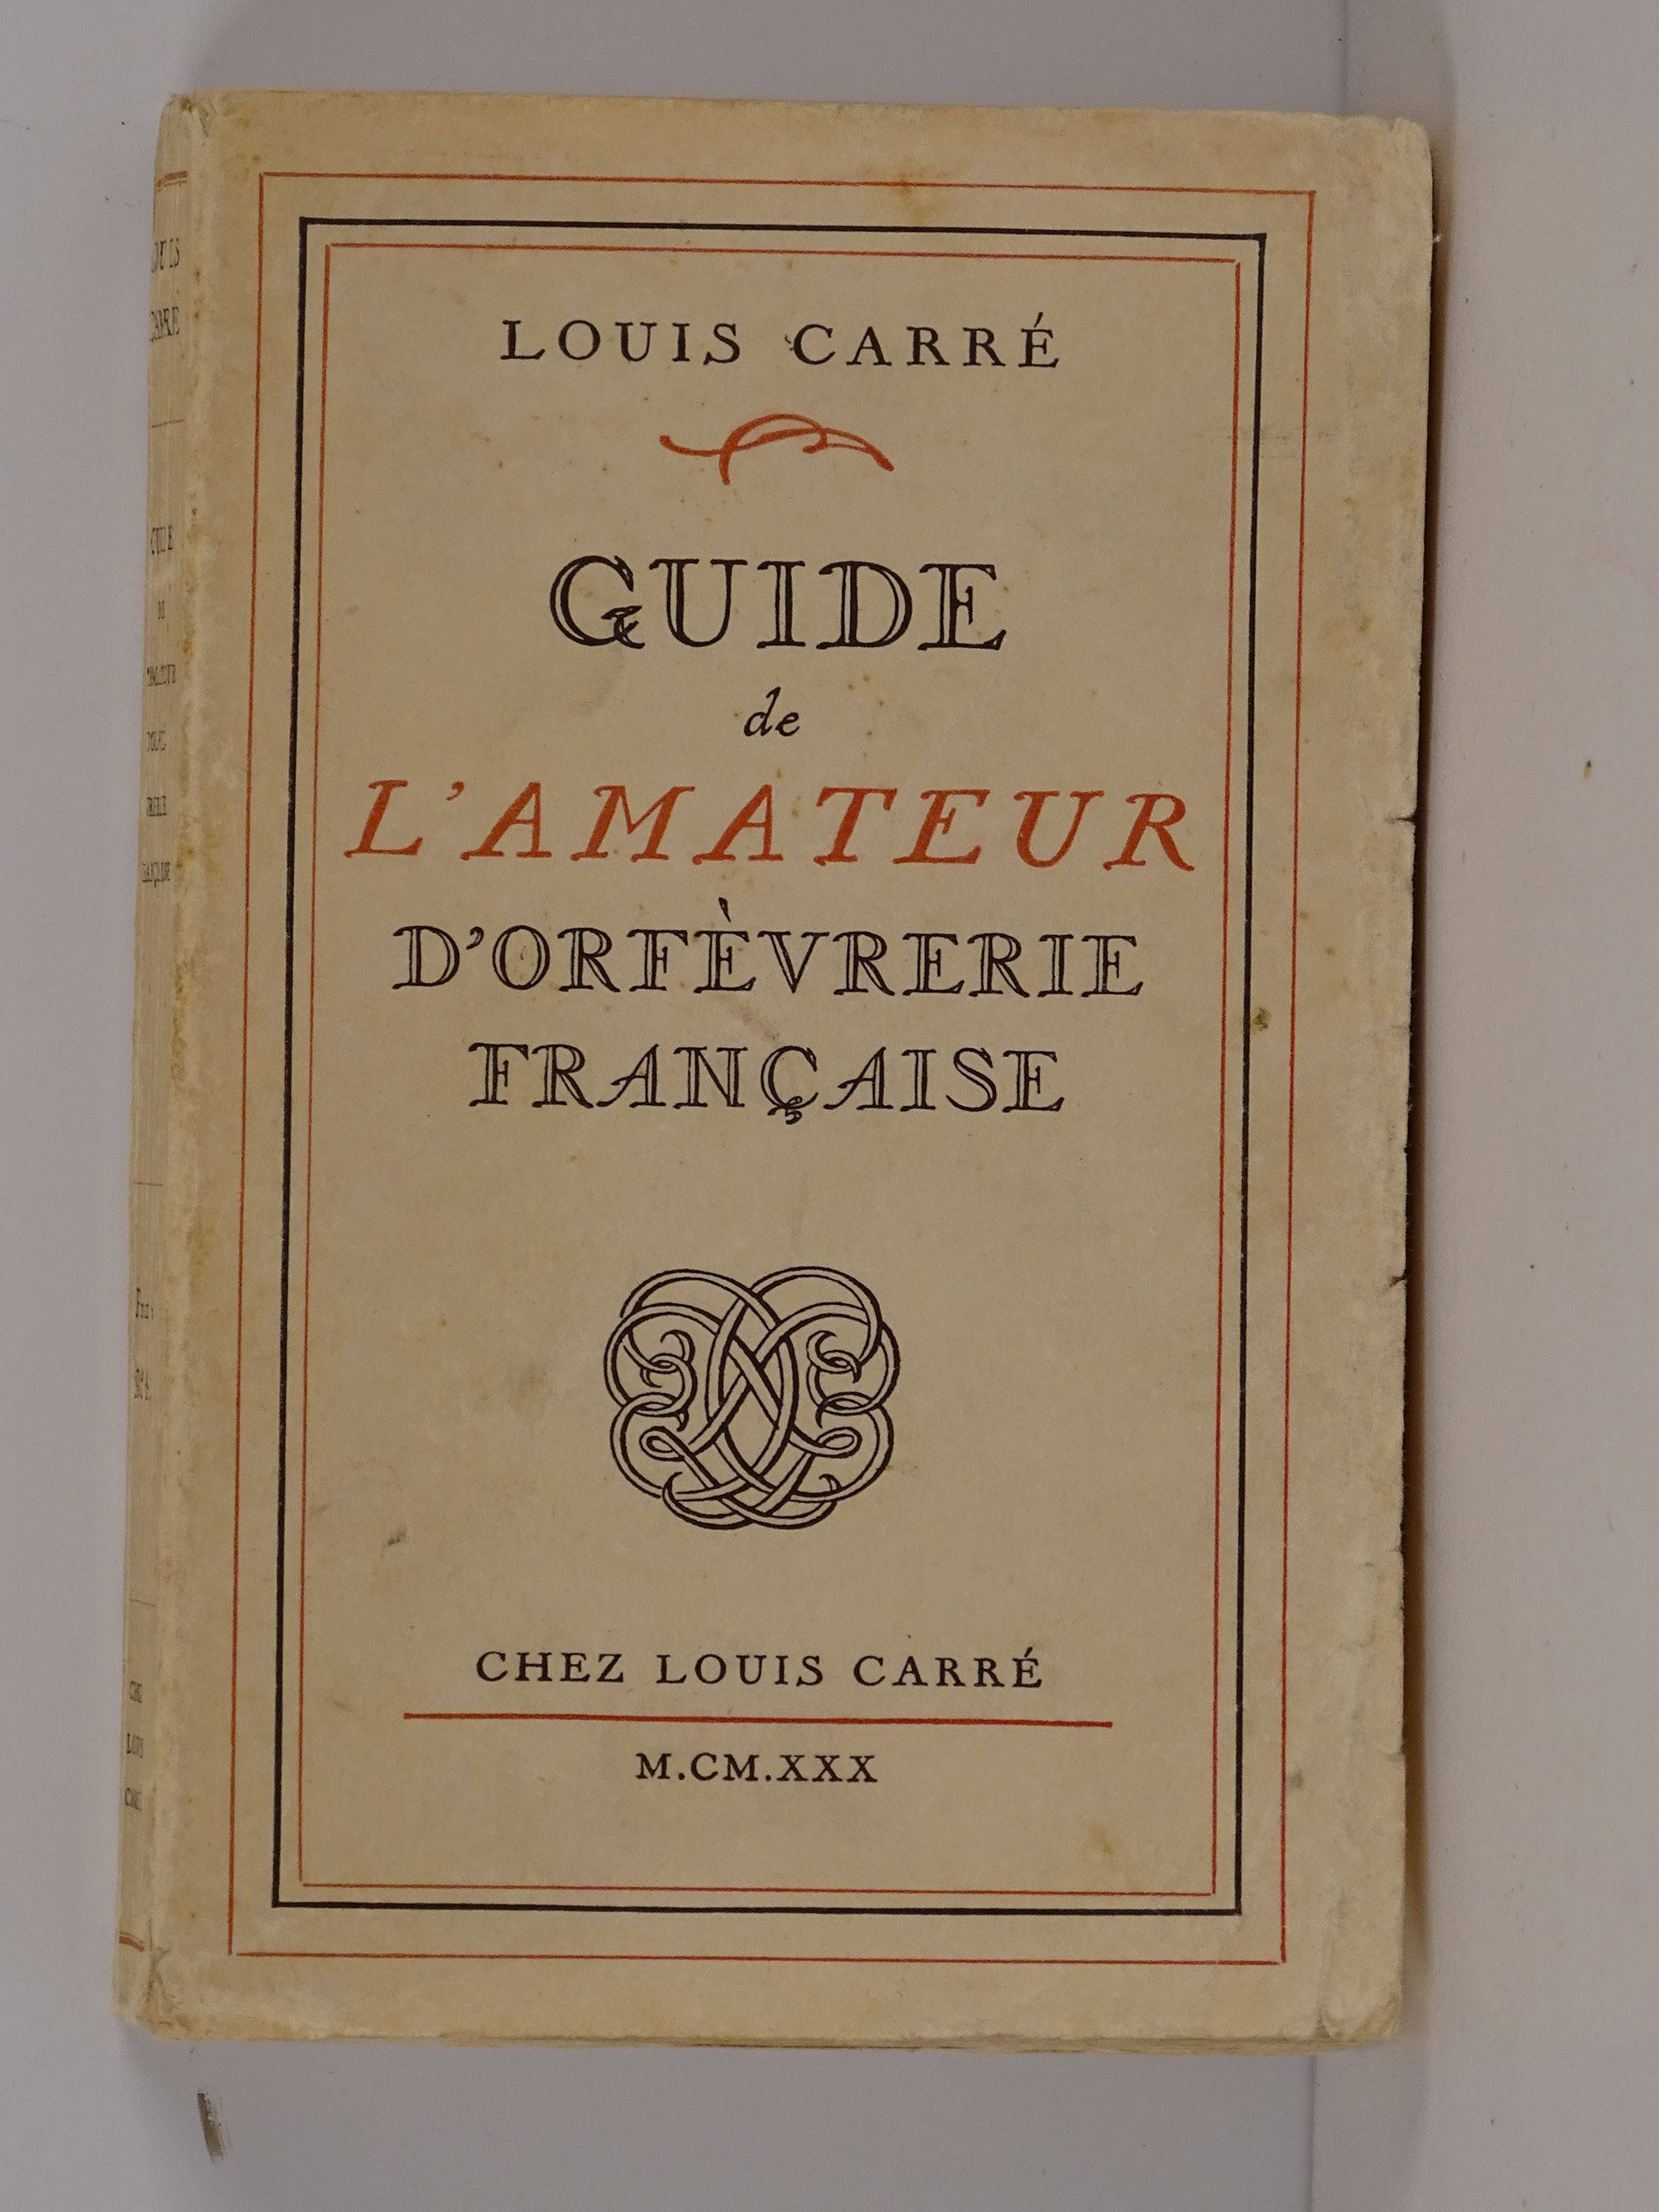 LOUIS CARRÉ
GUIDE
de
L'AMATEUR
D'ORFÈVRERIE
FRANÇAISE
CHEZ LOUIS CARRÉ
M.CM.XXX